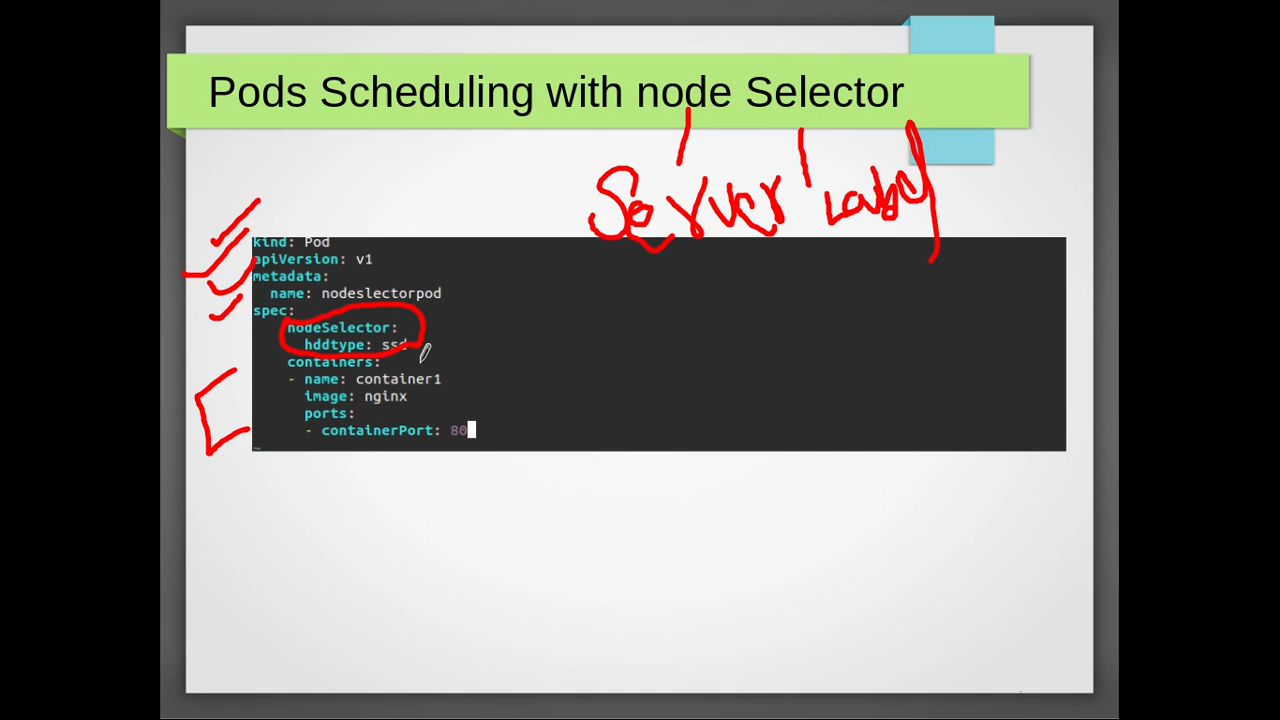 Pods Scheduling with node Selector
Server Label
kind: Pod
apiVersion: v1
metadata:
  name: nodeslectorpod
spec:
    nodeSelector:
      hddtype: ssd
    containers:
    - name: container1
      image: nginx
      ports:
      - containerPort: 80
~